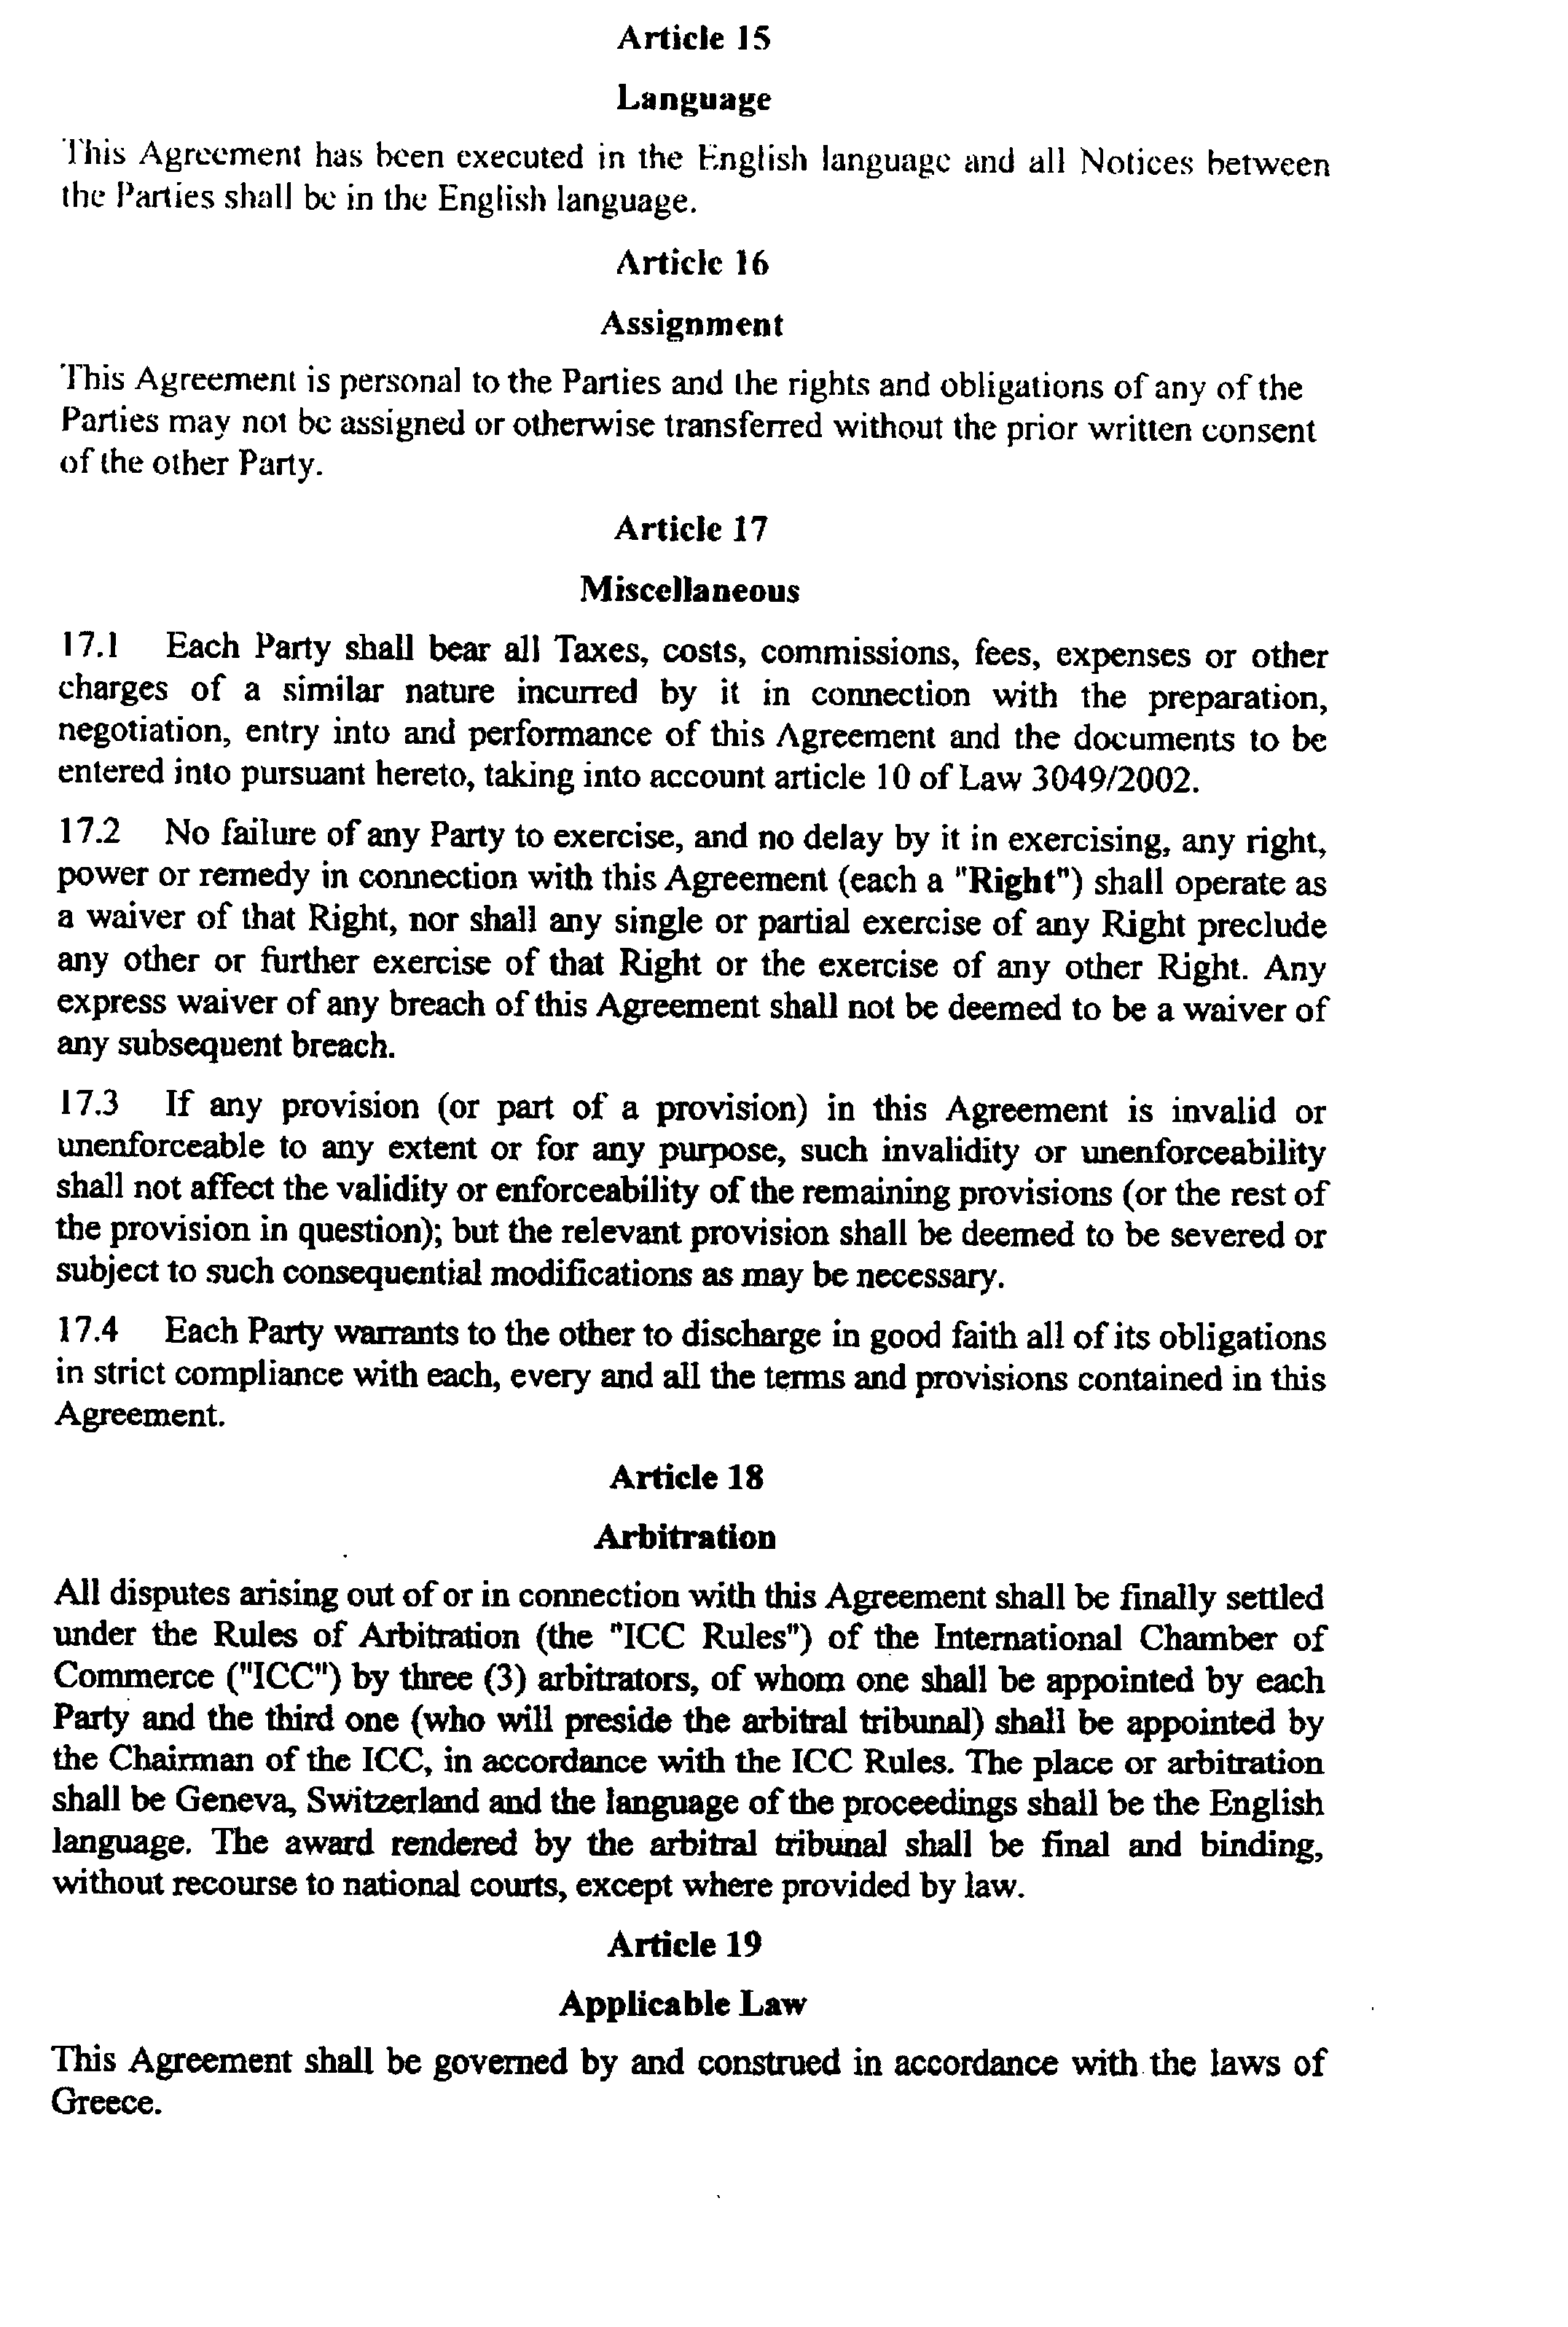 Article 15
Language
This Agreement has been executed in the English language and all Notices between
the Parties shall be in the English language.
Article 16
Assignment
This Agreement is personal to the Parties and the rights and obligations of any of the
Parties may not be assigned or otherwise transferred without the prior written consent
of the other Party.
Article 17
Miscellaneous
17.1 Each Party shall bear all Taxes, costs, commissions, fees, expenses or other
charges of a similar nature incurred by it in connection with the preparation,
negotiation, entry into and performance of this Agreement and the documents to be
entered into pursuant hereto, taking into account article 10 of Law 3049/2002.
17.2 No failure of any Party to exercise, and no delay by it in exercising, any right,
power or remedy in connection with this Agreement (each a "Right") shall operate as
a waiver of that Right, nor shall any single or partial exercise of any Right preclude
any other or further exercise of that Right or the exercise of any other Right. Any
express waiver of any breach of this Agreement shall not be deemed to be a waiver of
any subsequent breach.
17.3 If any provision (or part of a provision) in this Agreement is invalid or
unenforceable to any extent or for any purpose, such invalidity or unenforceability
shall not affect the validity or enforceability of the remaining provisions (or the rest of
the provision in question); but the relevant provision shall be deemed to be severed or
subject to such consequential modifications as may be necessary.
17.4 Each Party warrants to the other to discharge in good faith all of its obligations
in strict compliance with each, every and all the terms and provisions contained in this
Agreement.
Article 18
Arbitration
All disputes arising out of or in connection with this Agreement shall be finally settled
under the Rules of Arbitration (the "ICC Rules") of the International Chamber of
Commerce ("ICC") by three (3) arbitrators, of whom one shall be appointed by each
Party and the third one (who will preside the arbitral tribunal) shall be appointed by
the Chairman of the ICC, in accordance with the ICC Rules. The place or arbitration
shall be Geneva, Switzerland and the language of the proceedings shall be the English
language. The award rendered by the arbitral tribunal shall be final and binding,
without recourse to national courts, except where provided by law.
Article 19
Applicable Law
This Agreement shall be governed by and construed in accordance with the laws of
Greece.